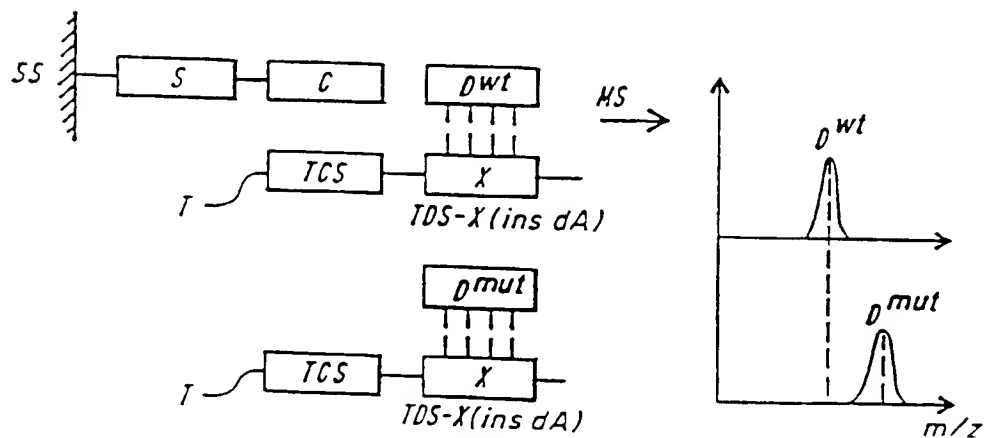 SS
S
C
D wt
MS
T
TCS
X
TDS-X(ins dA)
D mut
T
TCS
X
TDS-X(ins dA)
D wt
D mut
m/z